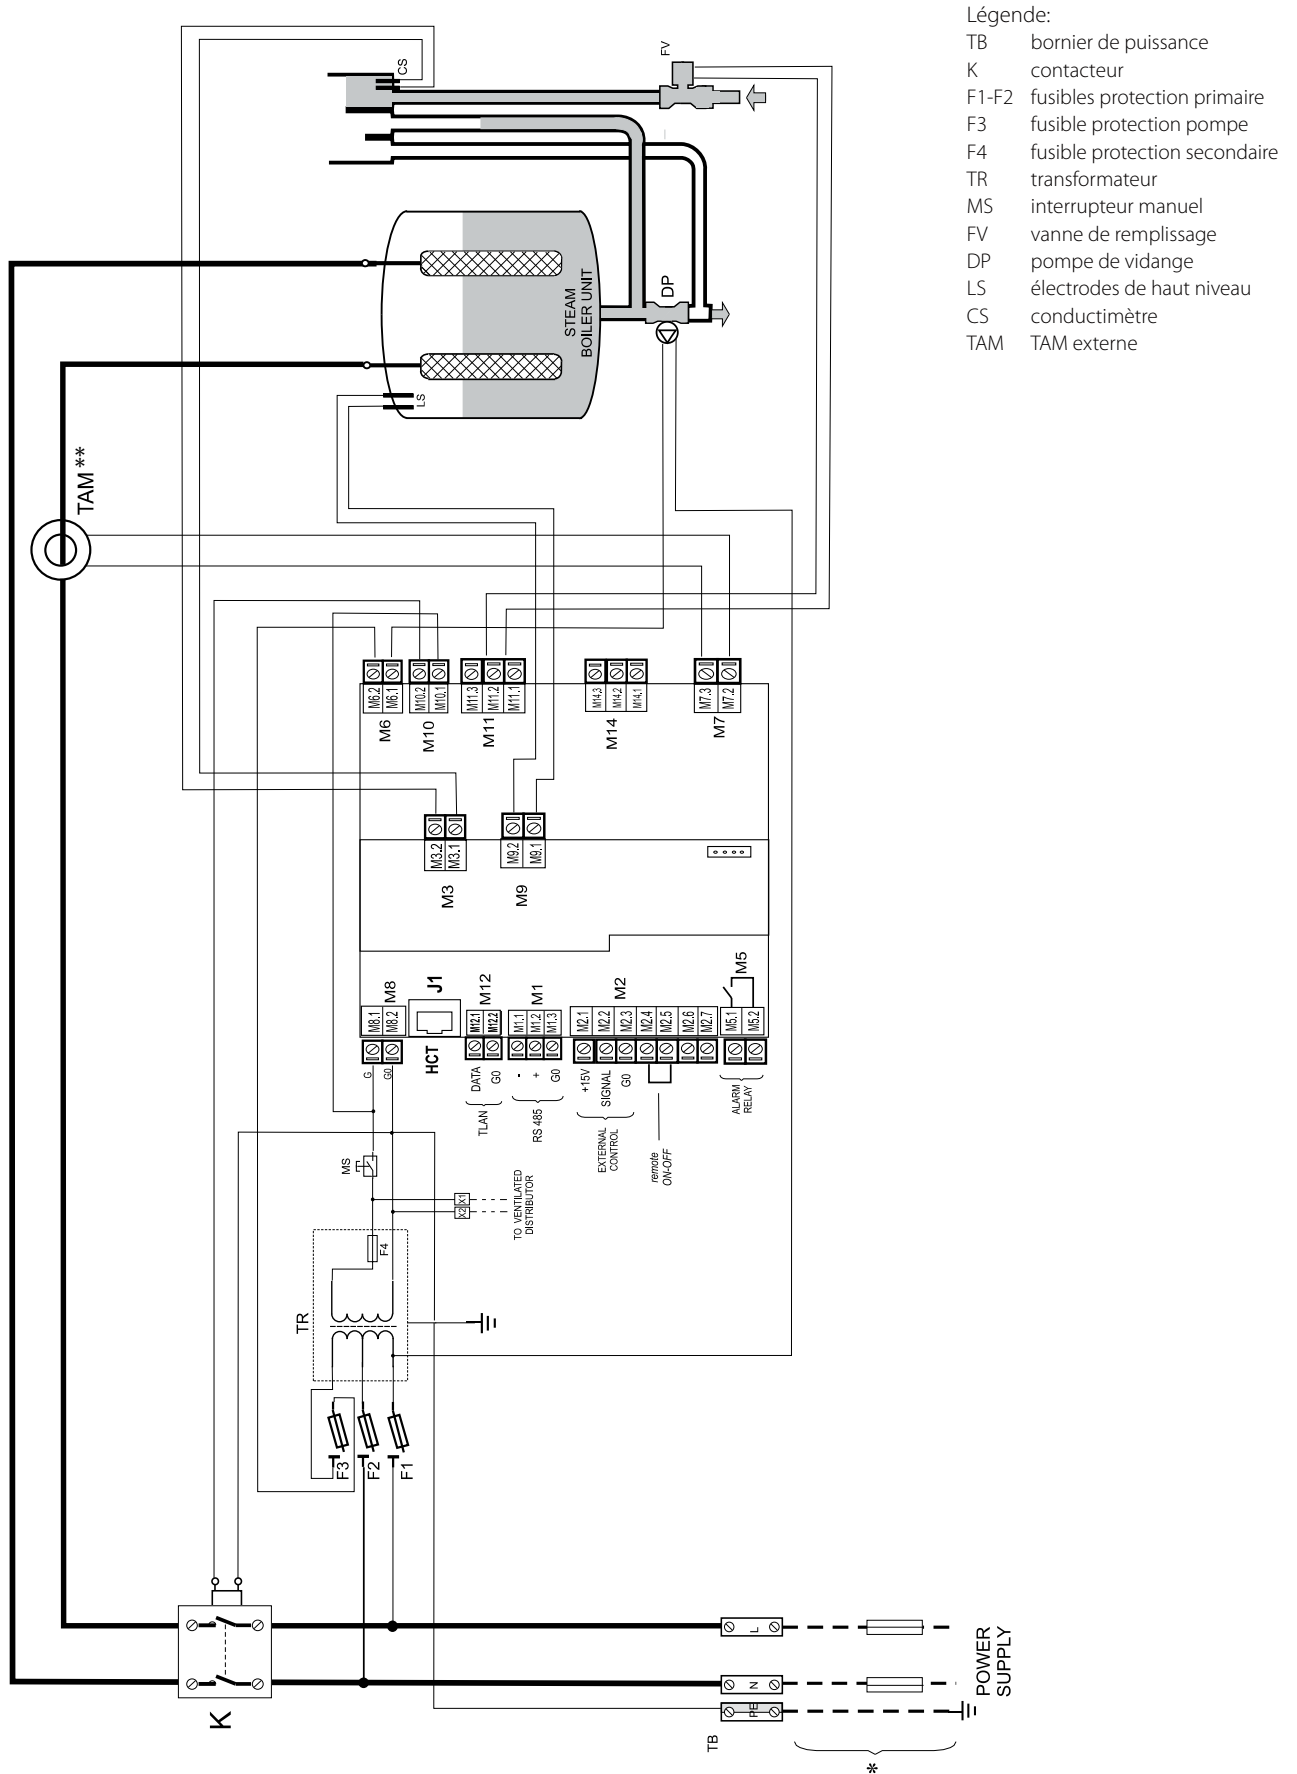 Légende:
TB bornier de puissance
K contacteur
F1-F2 fusibles protection primaire
F3 fusible protection pompe
F4 fusible protection secondaire
TR transformateur
MS interrupteur manuel
FV vanne de remplissage
DP pompe de vidange
LS électrodes de haut niveau
CS conductimètre
TAM TAM externe
CS
FV
STEAM
BOILER UNIT
DP
LS
TAM **
M6.2
M6.1
M10.2
M10.1
M11.3
M11.2
M11.1
M14.3
M14.2
M14.1
M7.3
M7.2
M6
M10
M11
M14
M7
M3.2
M3.1
M9.2
M9.1
M3
M9
M8
J1
M12
M1
M2
M5
M8.1
M8.2
M12.1
M12.2
M1.1
M1.2
M1.3
M2.1
M2.2
M2.3
M2.4
M2.5
M2.6
M2.7
M5.1
M5.2
HCT
G
G0
DATA
G0
TLAN
-
+
G0
RS 485
+15V
SIGNAL
G0
EXTERNAL
CONTROL
remote
ON-OFF
ALARM
RELAY
MS
X1
X2
TO VENTILATED
DISTRIBUTOR
F4
TR
F3
F2
F1
K
L
N
PE
TB
POWER
SUPPLY
*